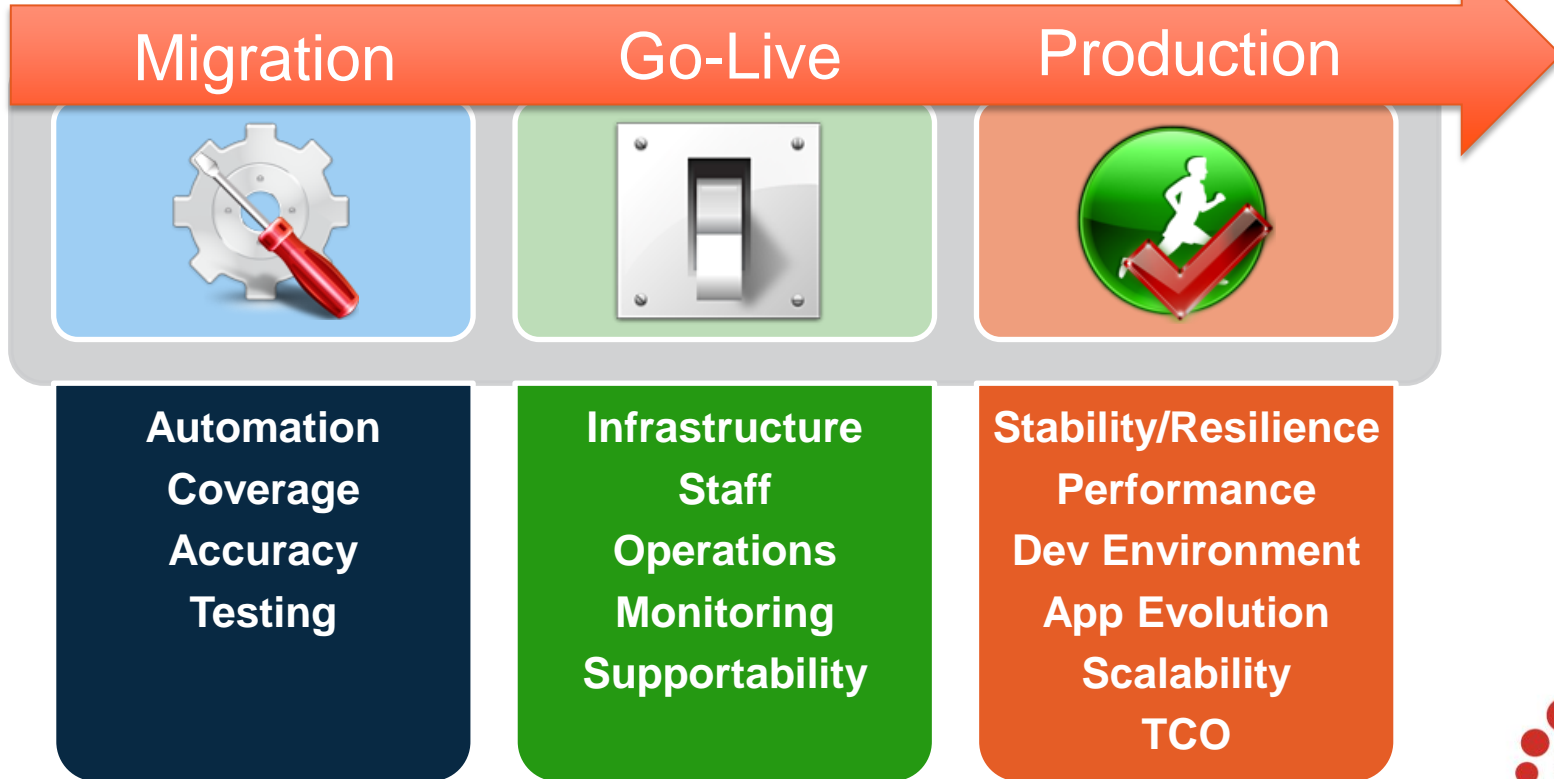 Migration
Go-Live
Production
Automation
Coverage
Accuracy
Testing
Infrastructure
Staff
Operations
Monitoring
Supportability
Stability/Resilience
Performance
Dev Environment
App Evolution
Scalability
TCO